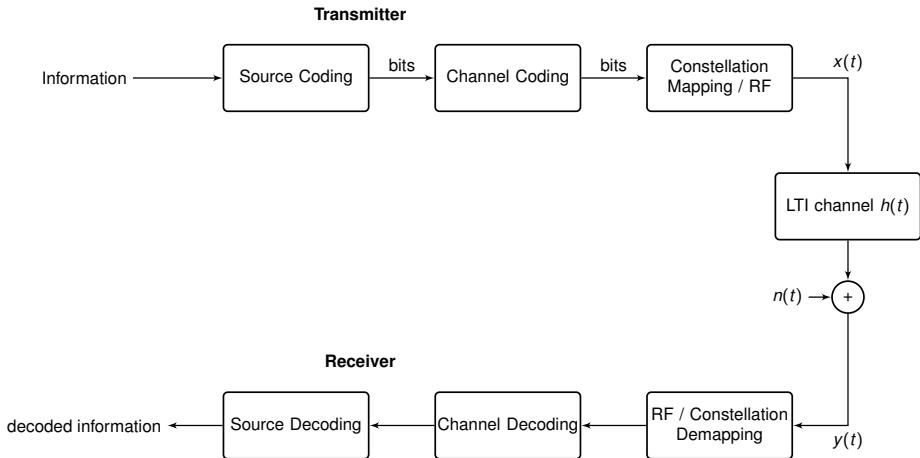 Transmitter
Information
Source Coding
bits
Channel Coding
bits
Constellation
Mapping / RF
x(t)
LTI channel h(t)
n(t)
+
Receiver
decoded information
Source Decoding
Channel Decoding
RF / Constellation
Demapping
y(t)